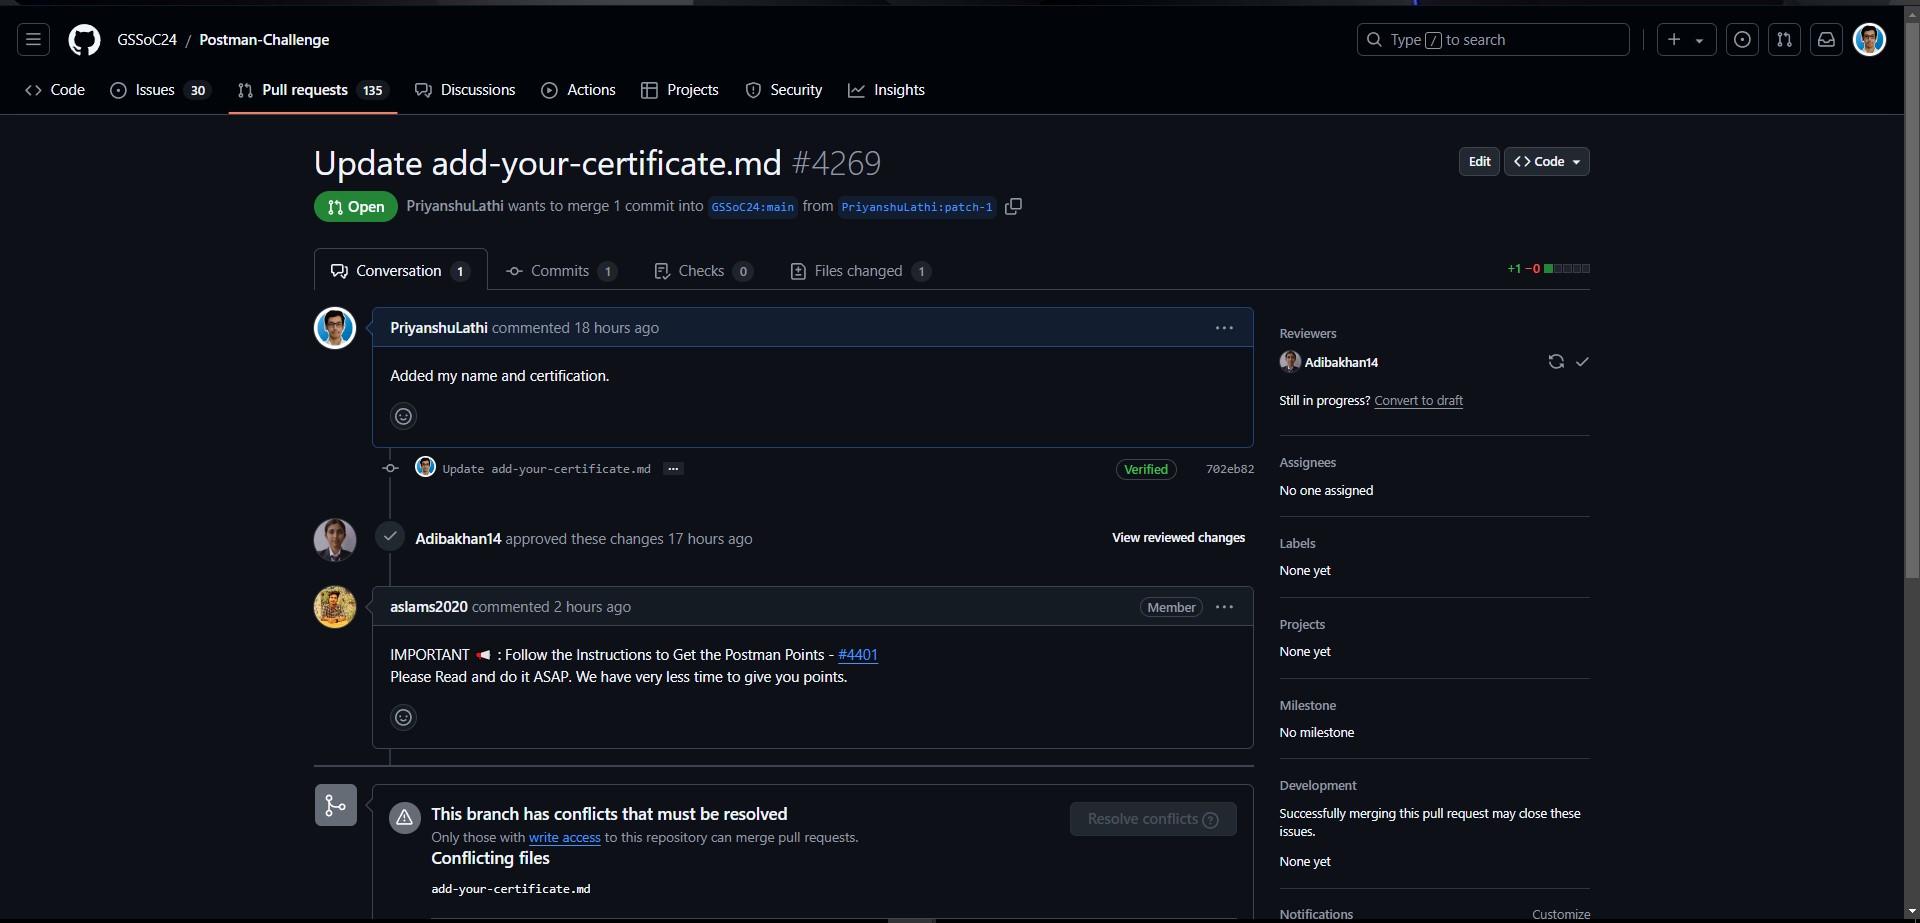 GSSoC24 / Postman-Challenge
Type / to search
Code
Issues 30
Pull requests 135
Discussions
Actions
Projects
Security
Insights
Update add-your-certificate.md #4269
Edit
<> Code
Open
PriyanshuLathi wants to merge 1 commit into GSSoC24:main from PriyanshuLathi:patch-1
Conversation 1
Commits 1
Checks 0
Files changed 1
+1 −0
PriyanshuLathi commented 18 hours ago
Added my name and certification.
Update add-your-certificate.md ...
Verified
702eb82
Adibakhan14 approved these changes 17 hours ago
View reviewed changes
aslams2020 commented 2 hours ago
Member
IMPORTANT 📢 : Follow the Instructions to Get the Postman Points - #4401
Please Read and do it ASAP. We have very less time to give you points.
This branch has conflicts that must be resolved
Only those with write access to this repository can merge pull requests.
Resolve conflicts
Conflicting files
add-your-certificate.md
Reviewers
Adibakhan14
Still in progress? Convert to draft
Assignees
No one assigned
Labels
None yet
Projects
None yet
Milestone
No milestone
Development
Successfully merging this pull request may close these
issues.
None yet
Notifications
Customize